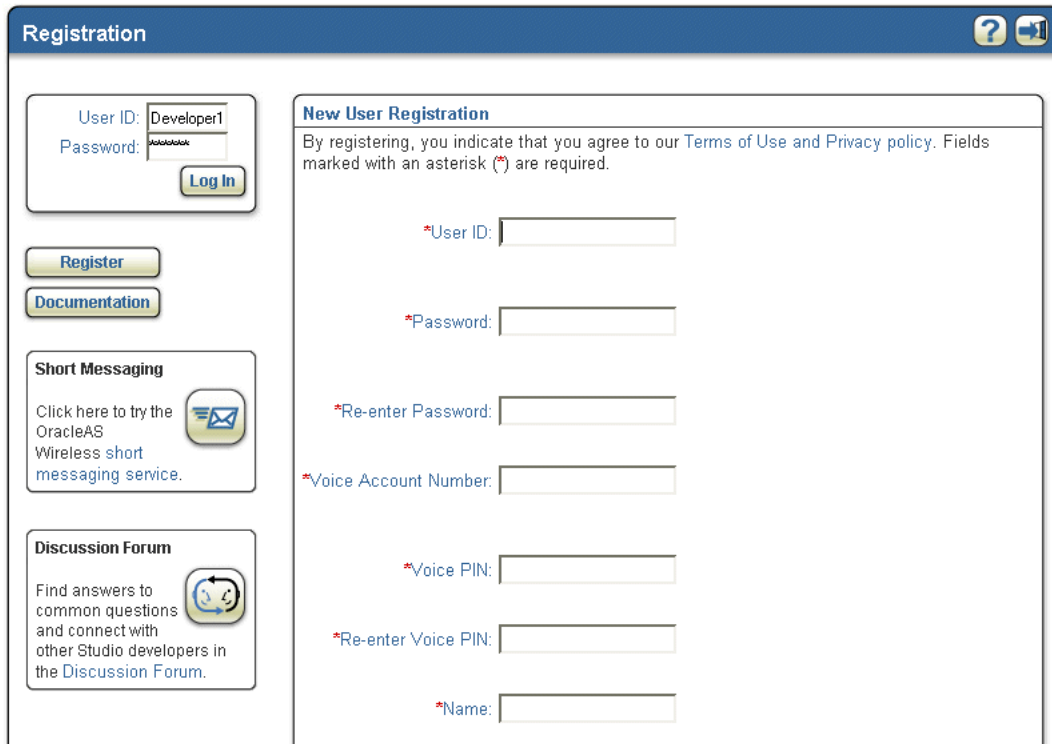 Registration
?
User ID: Developer1
Password: *******
Log In
Register
Documentation
Short Messaging
Click here to try the
OracleAS
Wireless short
messaging service.
Discussion Forum
Find answers to
common questions
and connect with
other Studio developers in
the Discussion Forum.
New User Registration
By registering, you indicate that you agree to our Terms of Use and Privacy policy. Fields
marked with an asterisk (*) are required.
*User ID:
*Password:
*Re-enter Password:
*Voice Account Number:
*Voice PIN:
*Re-enter Voice PIN:
*Name: